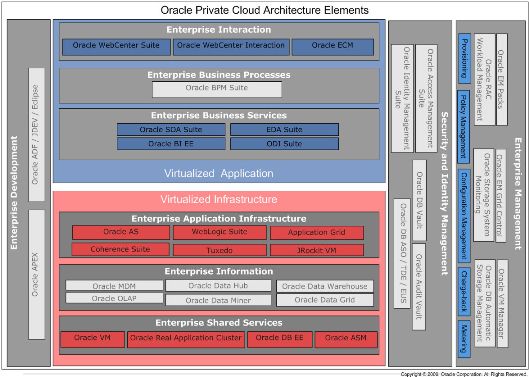 Oracle Private Cloud Architecture Elements
Enterprise Development
Oracle ADF / JDEV / Eclipse
Oracle APEX
Enterprise Interaction
Oracle WebCenter Suite
Oracle WebCenter Interaction
Oracle ECM
Enterprise Business Processes
Oracle BPM Suite
Enterprise Business Services
Oracle SOA Suite
EDA Suite
Oracle BI EE
ODI Suite
Virtualized Application
Virtualized Infrastructure
Enterprise Application Infrastructure
Oracle AS
WebLogic Suite
Application Grid
Coherence Suite
Tuxedo
JRockit VM
Enterprise Information
Oracle MDM
Oracle Data Hub
Oracle Data Warehouse
Oracle OLAP
Oracle Data Miner
Oracle Data Grid
Enterprise Shared Services
Oracle VM
Oracle Real Application Cluster
Oracle DB EE
Oracle ASM
Security and Identity Management
Oracle Access Management
Suite
Oracle Identity Management
Suite
Oracle DB Vault
Oracle DB ASO / TDE / EUS
Oracle Audit Vault
Enterprise Management
Provisioning
Policy Management
Configuration Management
Charge-back
Metering
Oracle EM Packs
Oracle RAC
Workload Management
Oracle EM Grid Control
Oracle Storage System
Monitoring
Oracle VM Manager
Oracle DB Automatic
Storage Management
Copyright © 2009, Oracle Corporation. All Rights Reserved